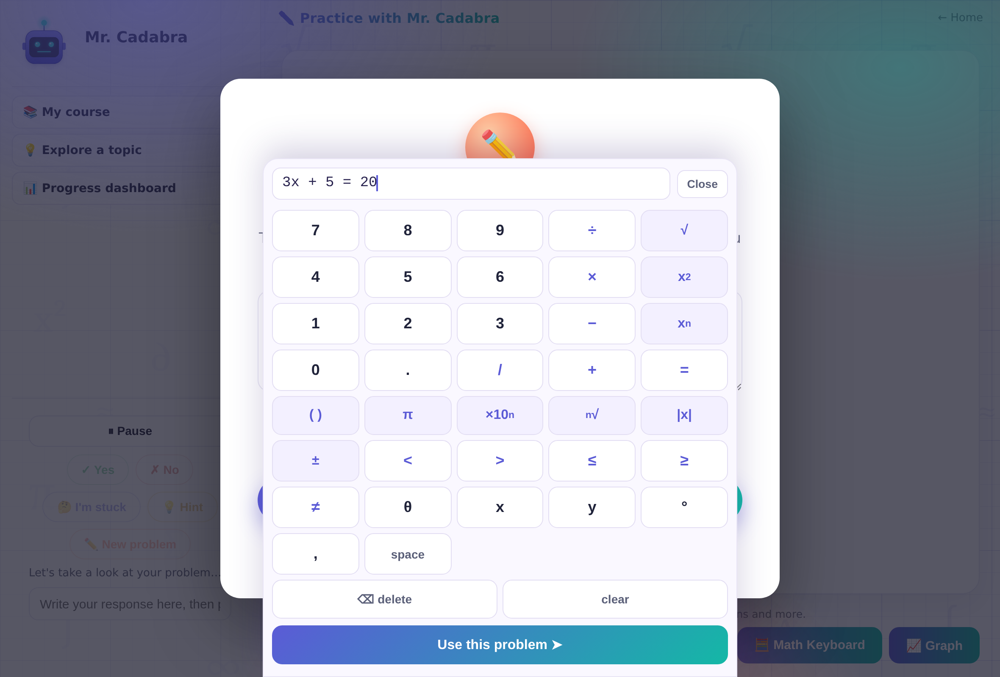 Mr. Cadabra
📚 My course
💡 Explore a topic
📊 Progress dashboard
⏸ Pause
✓ Yes
✗ No
🤔 I'm stuck
💡 Hint
✏️ New problem
Let's take a look at your problem...
Write your response here, then
Practice with Mr. Cadabra
← Home
3x + 5 = 20
Close
7 8 9 ÷ √
4 5 6 × x2
1 2 3 − xn
0 . / + =
( ) π ×10n n√ |x|
± < > ≤ ≥
≠ θ x y °
, space
⌫ delete clear
Use this problem ➤
and more.
🧮 Math Keyboard
📈 Graph